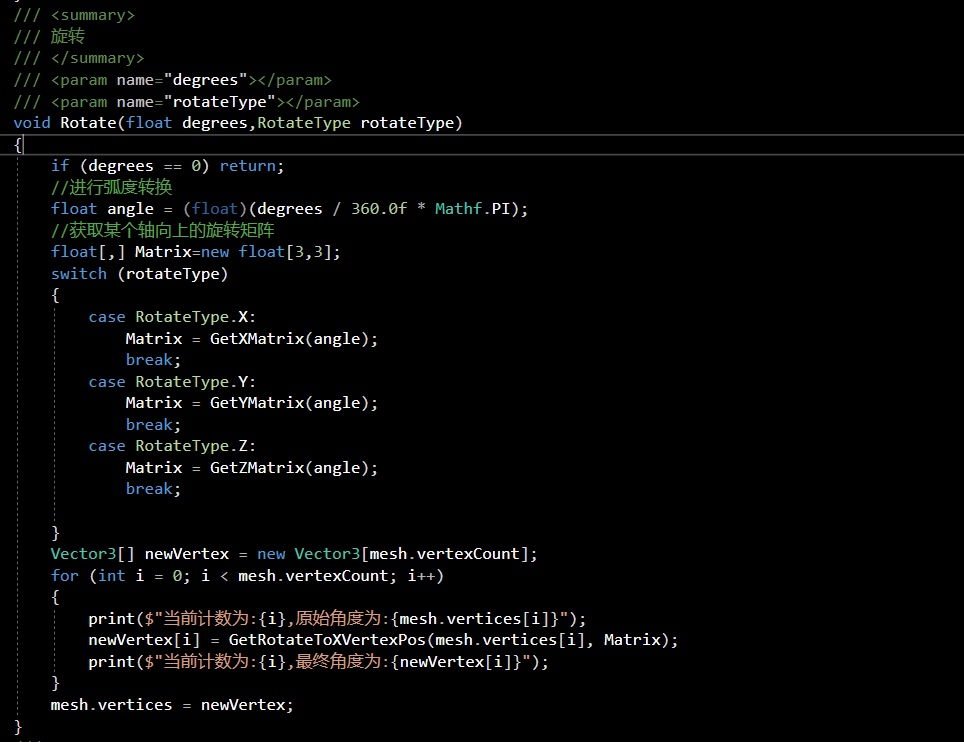 /// <summary>
/// 旋转
/// </summary>
/// <param name="degrees"></param>
/// <param name="rotateType"></param>
void Rotate(float degrees,RotateType rotateType)
{
    if (degrees == 0) return;
    //进行弧度转换
    float angle = (float)(degrees / 360.0f * Mathf.PI);
    //获取某个轴向上的旋转矩阵
    float[,] Matrix=new float[3,3];
    switch (rotateType)
    {
        case RotateType.X:
            Matrix = GetXMatrix(angle);
            break;
        case RotateType.Y:
            Matrix = GetYMatrix(angle);
            break;
        case RotateType.Z:
            Matrix = GetZMatrix(angle);
            break;
    }
    Vector3[] newVertex = new Vector3[mesh.vertexCount];
    for (int i = 0; i < mesh.vertexCount; i++)
    {
        print($"当前计数为:{i},原始角度为:{mesh.vertices[i]}");
        newVertex[i] = GetRotateToXVertexPos(mesh.vertices[i], Matrix);
        print($"当前计数为:{i},最终角度为:{newVertex[i]}");
    }
    mesh.vertices = newVertex;
}